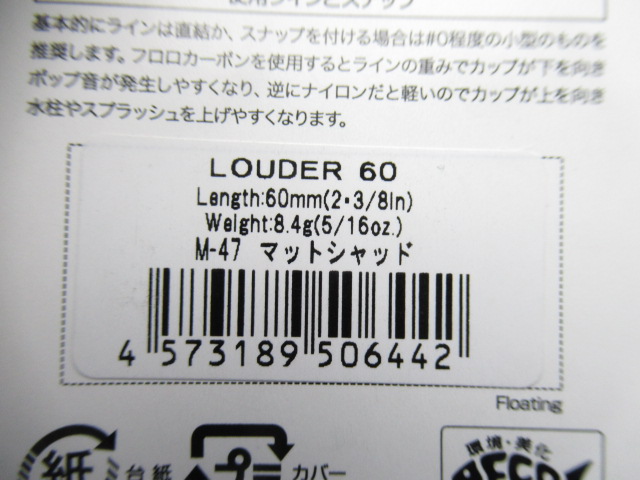 使用ラインとスナップ
基本的にラインは直結か、スナップを付ける場合は#0程度の小型のものを
推奨します。フロロカーボンを使用するとラインの重みでカップが下を向き
ポップ音が発生しやすくなり、逆にナイロンだと軽いのでカップが上を向き
水柱やスプラッシュを上げやすくなります。
LOUDER 60
Length:60mm(2・3/8In)
Weight:8.4g(5/16oz.)
M-47 マットシャッド
4 573189 506442
Floating
紙 台紙 プラ カバー
環境・美化